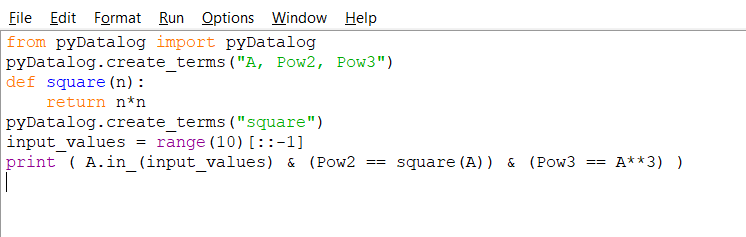 File Edit Format Run Options Window Help
from pyDatalog import pyDatalog
pyDatalog.create_terms("A, Pow2, Pow3")
def square(n):
    return n*n
pyDatalog.create_terms("square")
input_values = range(10)[::-1]
print ( A.in_(input_values) & (Pow2 == square(A)) & (Pow3 == A**3) )